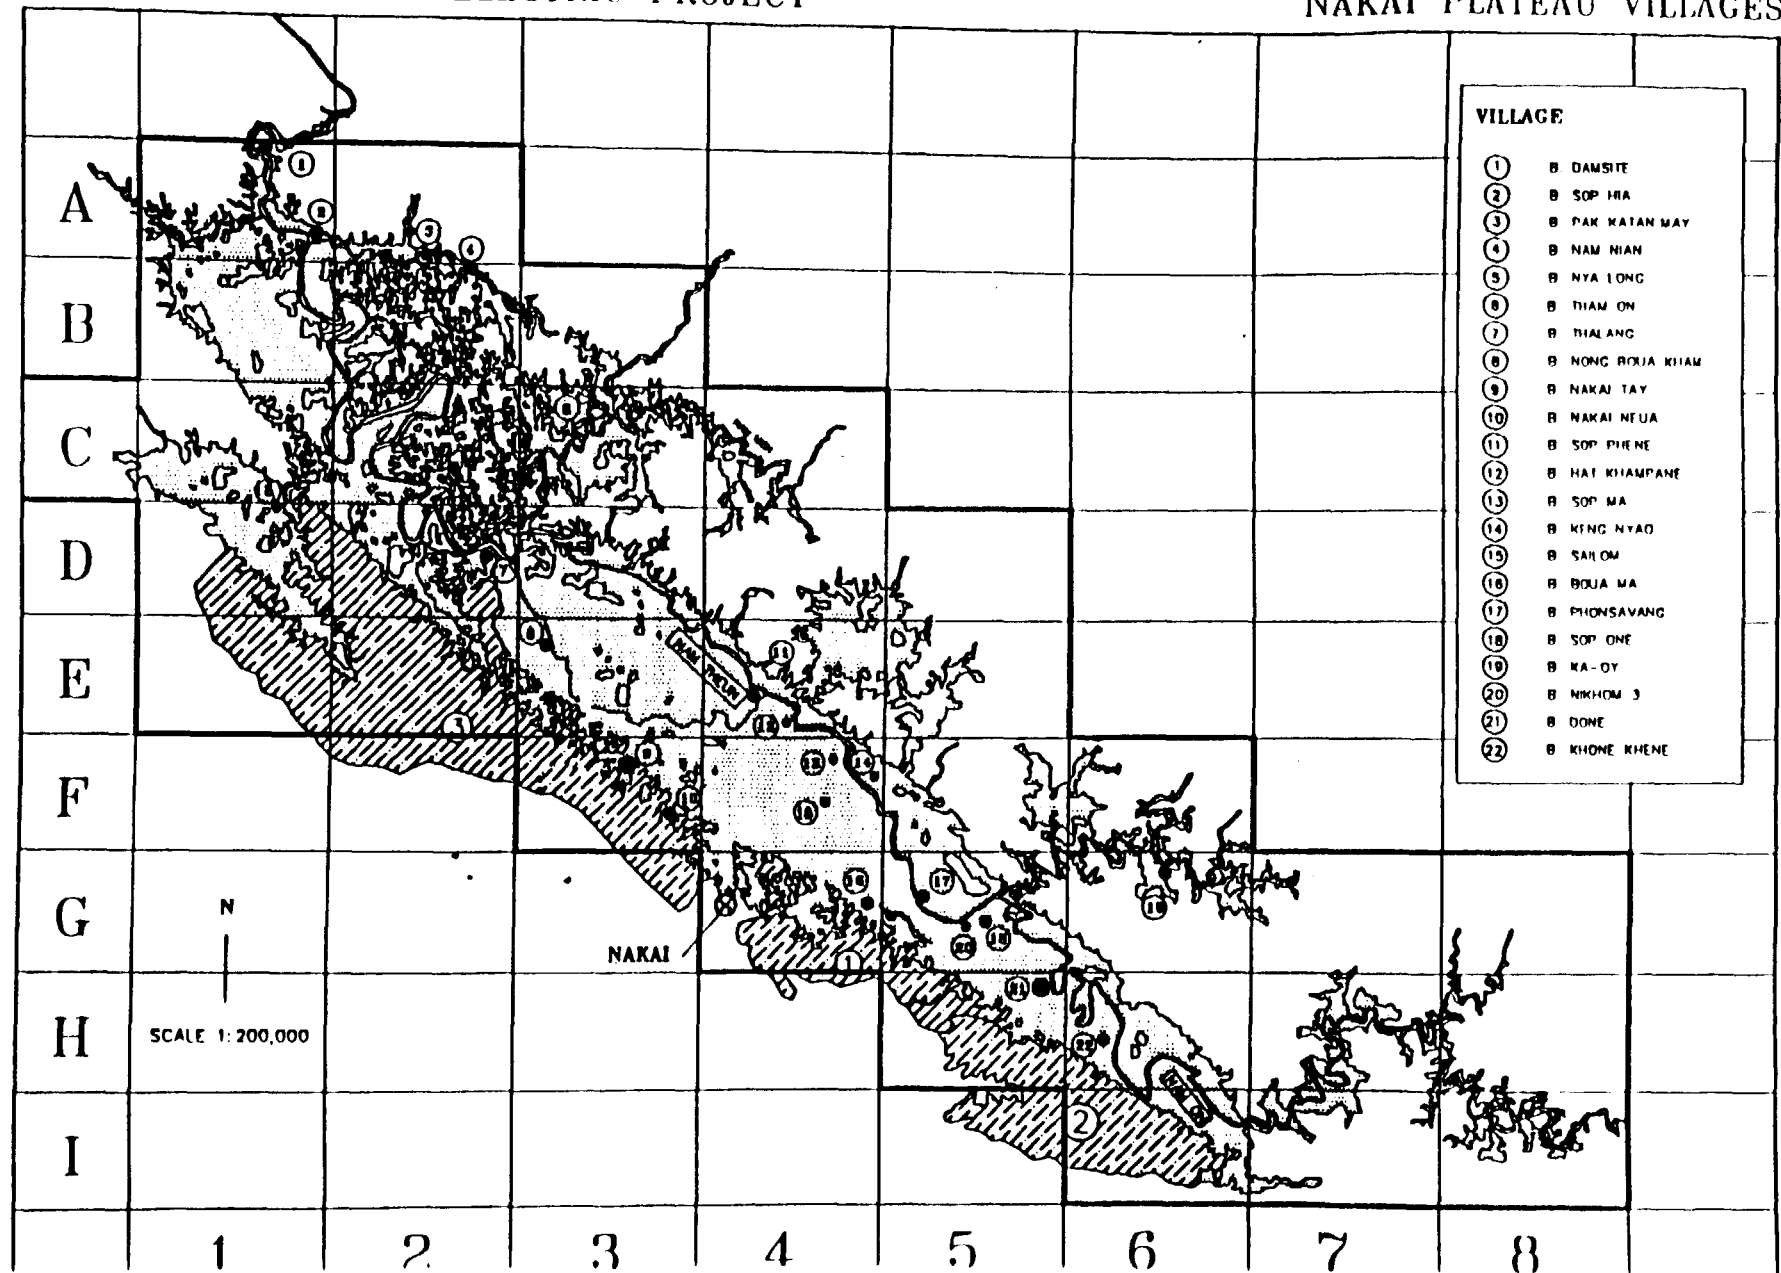 PROJECT
NAKAI PLATEAU VILLAGES
VILLAGE
1 B DAMSITE
2 B SOP HIA
3 B PAK KATAN MAY
4 B NAM NIAN
5 B NYA LONG
6 B THAM ON
7 B THALANG
8 B NONG BOUA KHAM
9 B NAKAI TAY
10 B NAKAI NEUA
11 B SOP PHENE
12 B HAT KHAMPANE
13 B SOP MA
14 B KENG NYAO
15 B SAILOM
16 B BOUA MA
17 B PHONSAVANG
18 B SOP ONE
19 B KA-OY
20 B NIKHOM 3
21 B DONE
22 B KHONE KHENE
A
B
C
D
E
F
G
H
I
NAM THEUN
NAKAI
N
SCALE 1:200,000
1 2 3 4 5 6 7 8